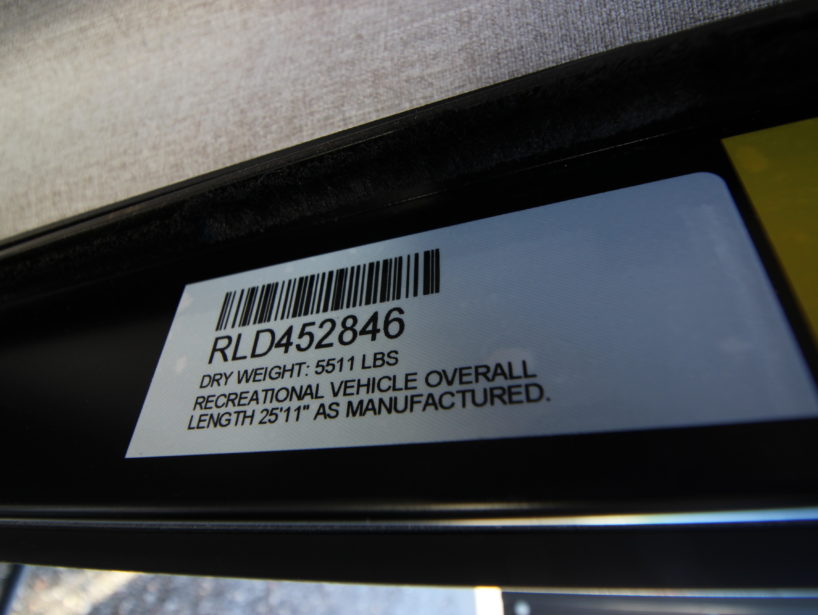 RLD452846
DRY WEIGHT: 5511 LBS
RECREATIONAL VEHICLE OVERALL
LENGTH 25'11" AS MANUFACTURED.